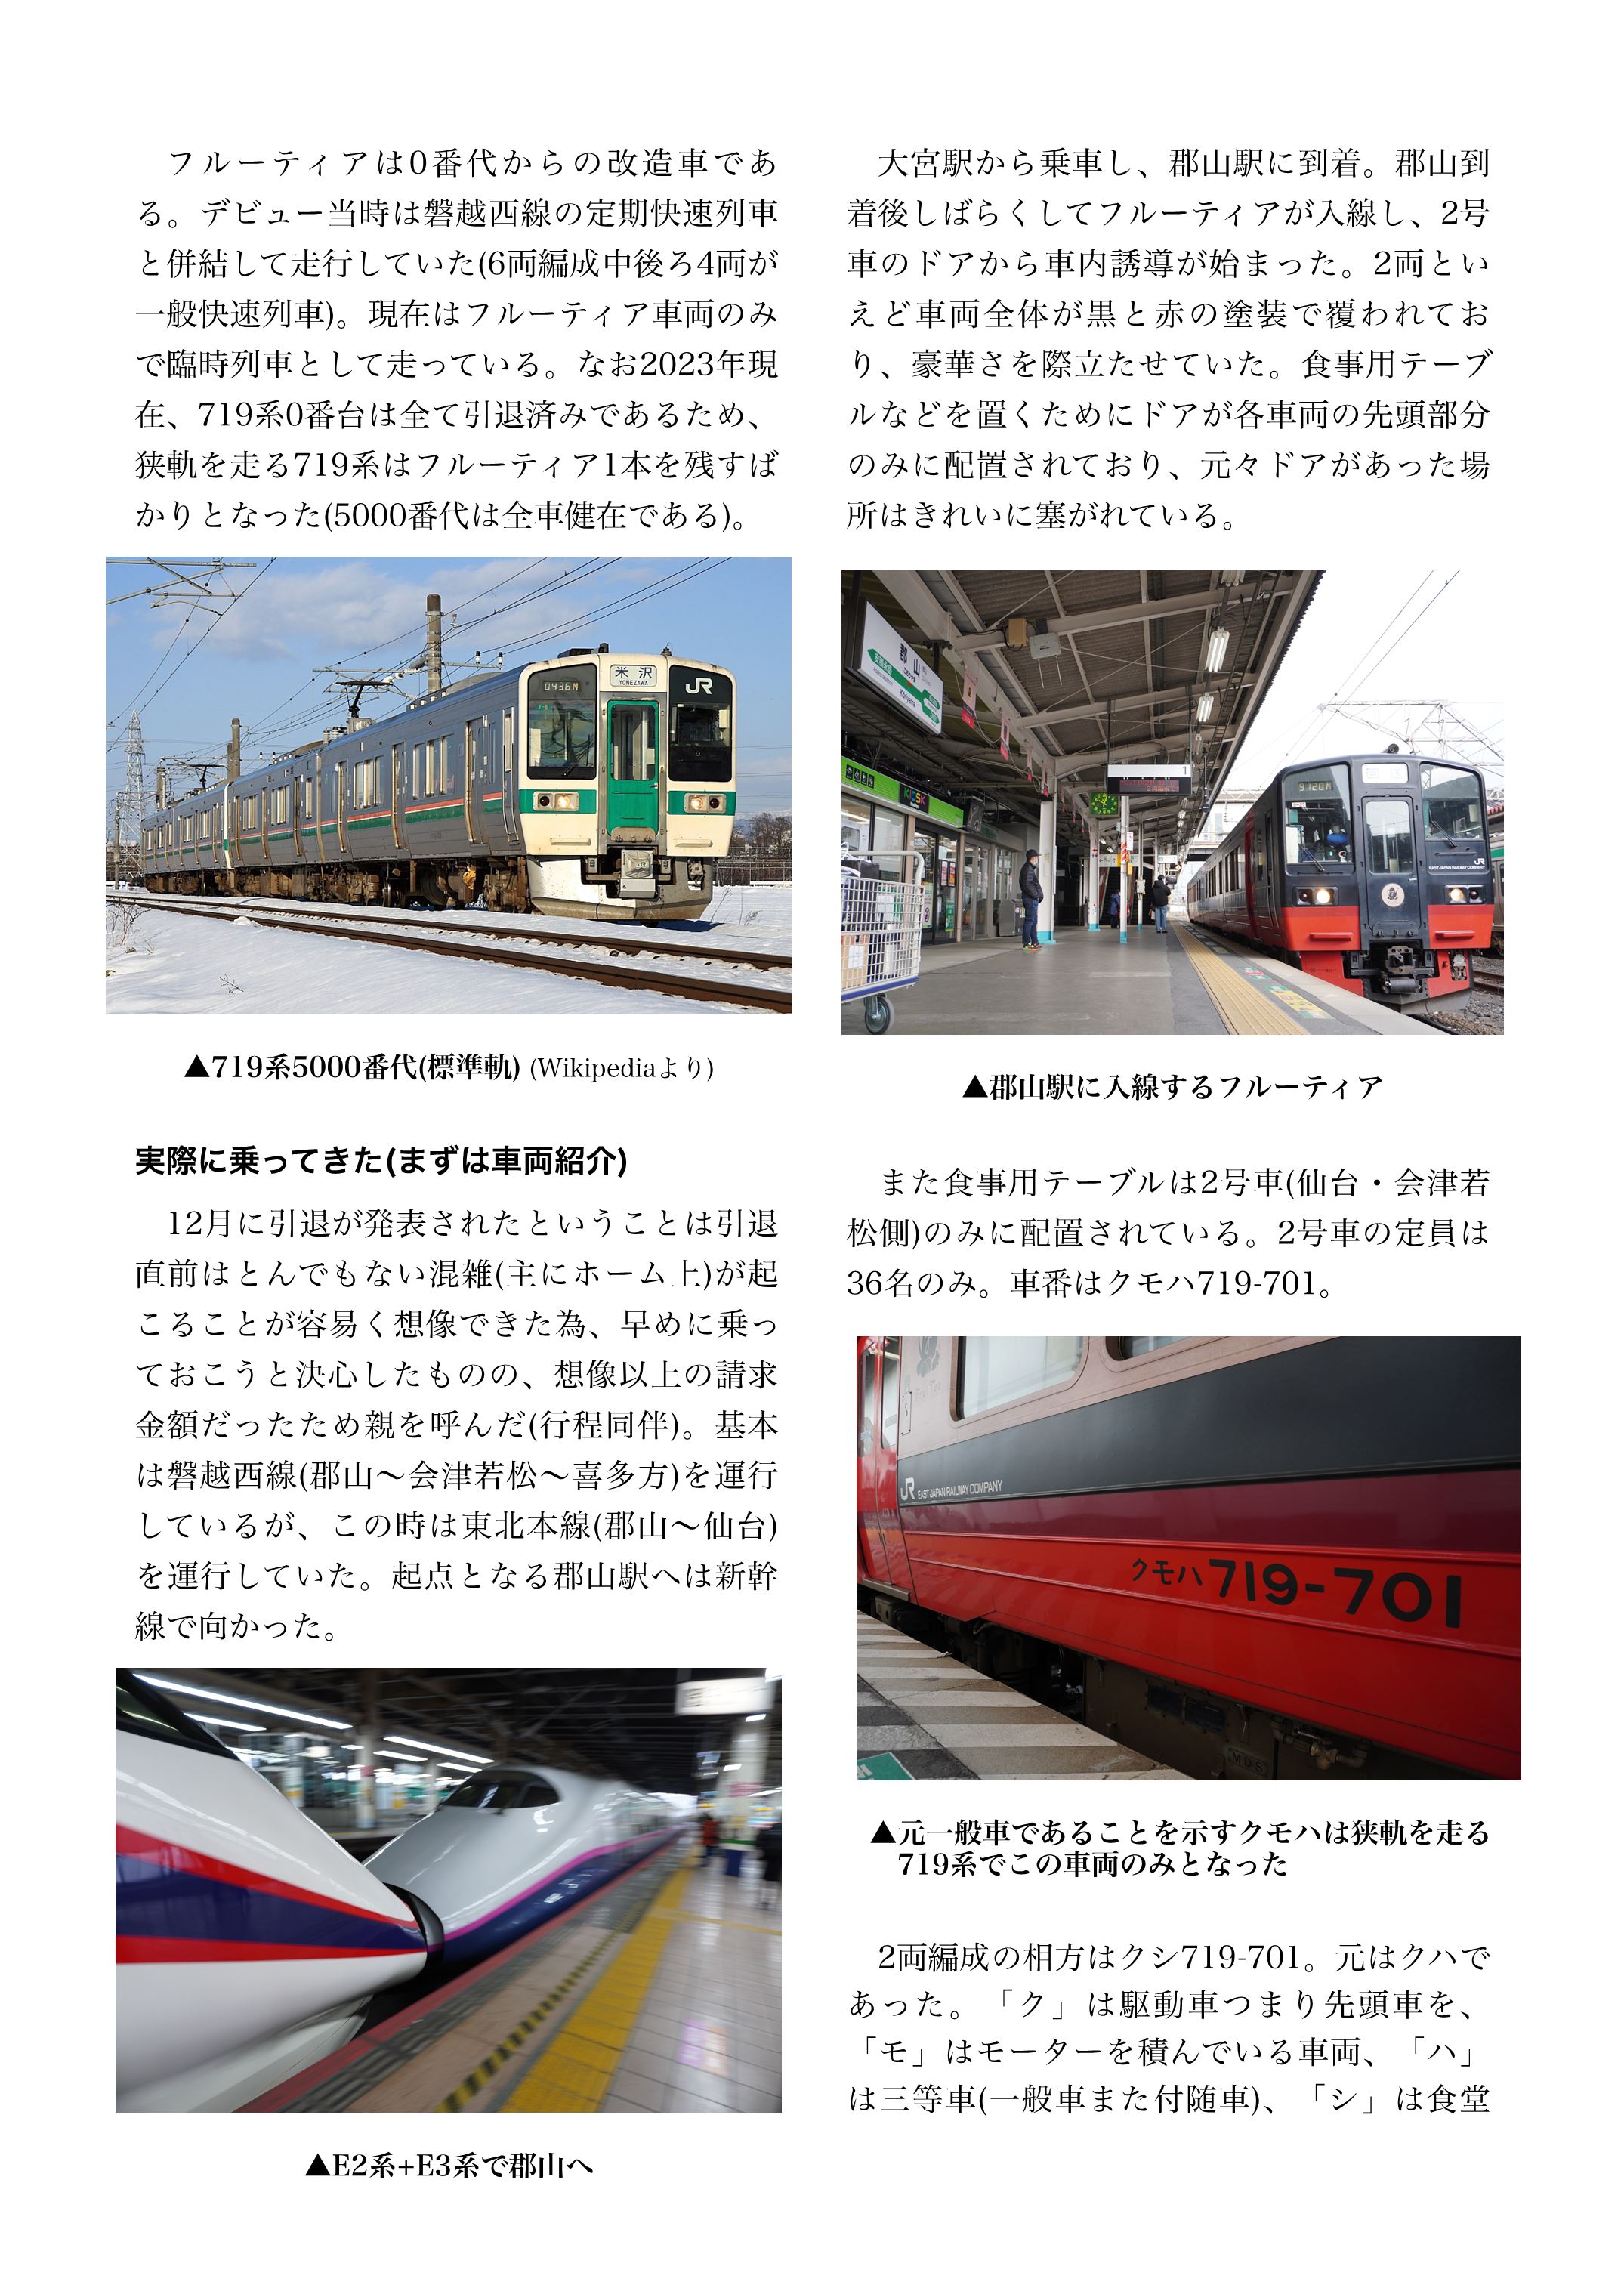 フルーティアは0番代からの改造車であ
る。デビュー当時は磐越西線の定期快速列車
と併結して走行していた(6両編成中後ろ4両が
一般快速列車)。現在はフルーティア車両のみ
で臨時列車として走っている。なお2023年現
在、719系0番台は全て引退済みであるため、
狭軌を走る719系はフルーティア1本を残すば
かりとなった(5000番代は全車健在である)。
0436M
米沢
YONEZAWA
JR
▲719系5000番代(標準軌) (Wikipediaより)
実際に乗ってきた(まずは車両紹介)
12月に引退が発表されたということは引退
直前はとんでもない混雑(主にホーム上)が起
こることが容易く想像できた為、早めに乗っ
ておこうと決心したものの、想像以上の請求
金額だったため親を呼んだ(行程同伴)。基本
は磐越西線(郡山〜会津若松〜喜多方)を運行
しているが、この時は東北本線(郡山〜仙台)
を運行していた。起点となる郡山駅へは新幹
線で向かった。
▲E2系+E3系で郡山へ
大宮駅から乗車し、郡山駅に到着。郡山到
着後しばらくしてフルーティアが入線し、2号
車のドアから車内誘導が始まった。2両とい
えど車両全体が黒と赤の塗装で覆われてお
り、豪華さを際立たせていた。食事用テーブ
ルなどを置くためにドアが各車両の先頭部分
のみに配置されており、元々ドアがあった場
所はきれいに塞がれている。
郡山
Kōriyama
KIOSK
1
9120M
JR
EAST JAPAN RAILWAY COMPANY
▲郡山駅に入線するフルーティア
また食事用テーブルは2号車(仙台・会津若
松側)のみに配置されている。2号車の定員は
36名のみ。車番はクモハ719-701。
JR EAST JAPAN RAILWAY COMPANY
クモハ719-701
▲元一般車であることを示すクモハは狭軌を走る
719系でこの車両のみとなった
2両編成の相方はクシ719-701。元はクハで
あった。「ク」は駆動車つまり先頭車を、
「モ」はモーターを積んでいる車両、「ハ」
は三等車(一般車また付随車)、「シ」は食堂